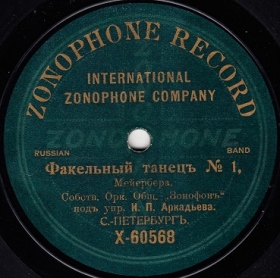 ZONOPHONE RECORD
INTERNATIONAL
ZONOPHONE COMPANY
RUSSIAN BAND
Факельный танецъ № 1,
Мейербера.
Собств. Орк. Общ. „Зонофонъ"
подъ упр. И. П. Аркадьева.
С.-ПЕТЕРБУРГЪ.
X-60568